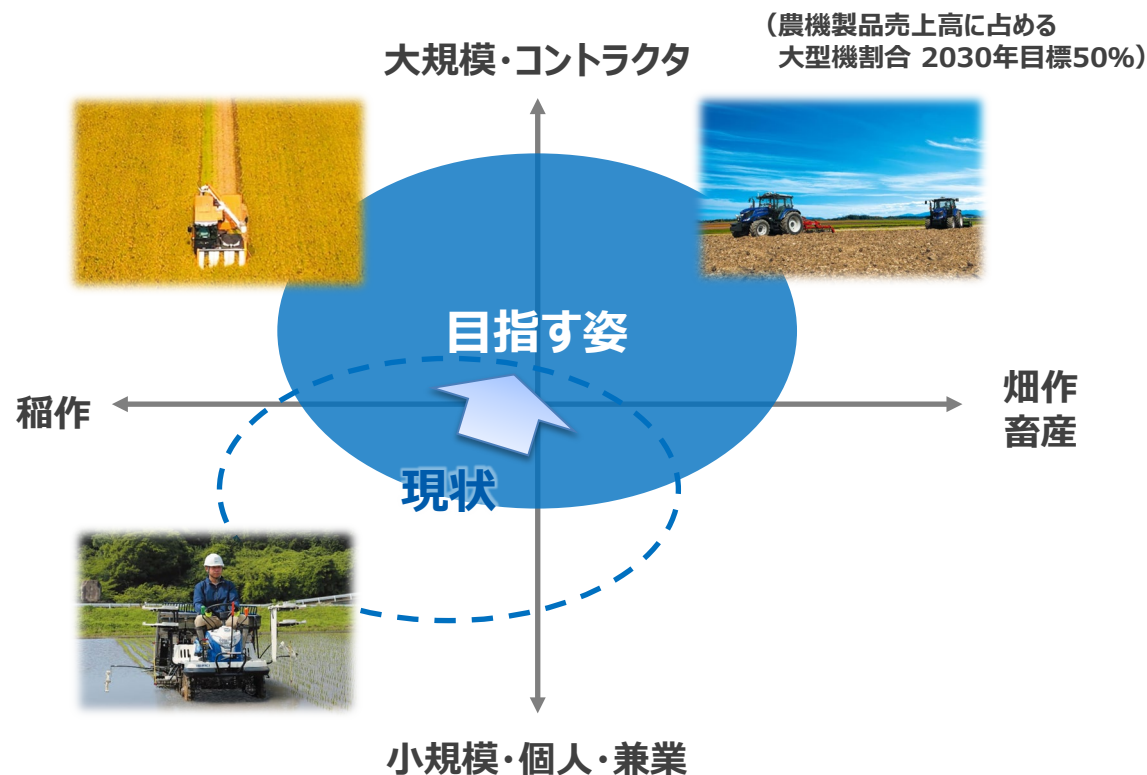 （農機製品売上高に占める
大型機割合 2030年目標50%）
大規模・コントラクタ
目指す姿
稲作
畑作
畜産
現状
小規模・個人・兼業